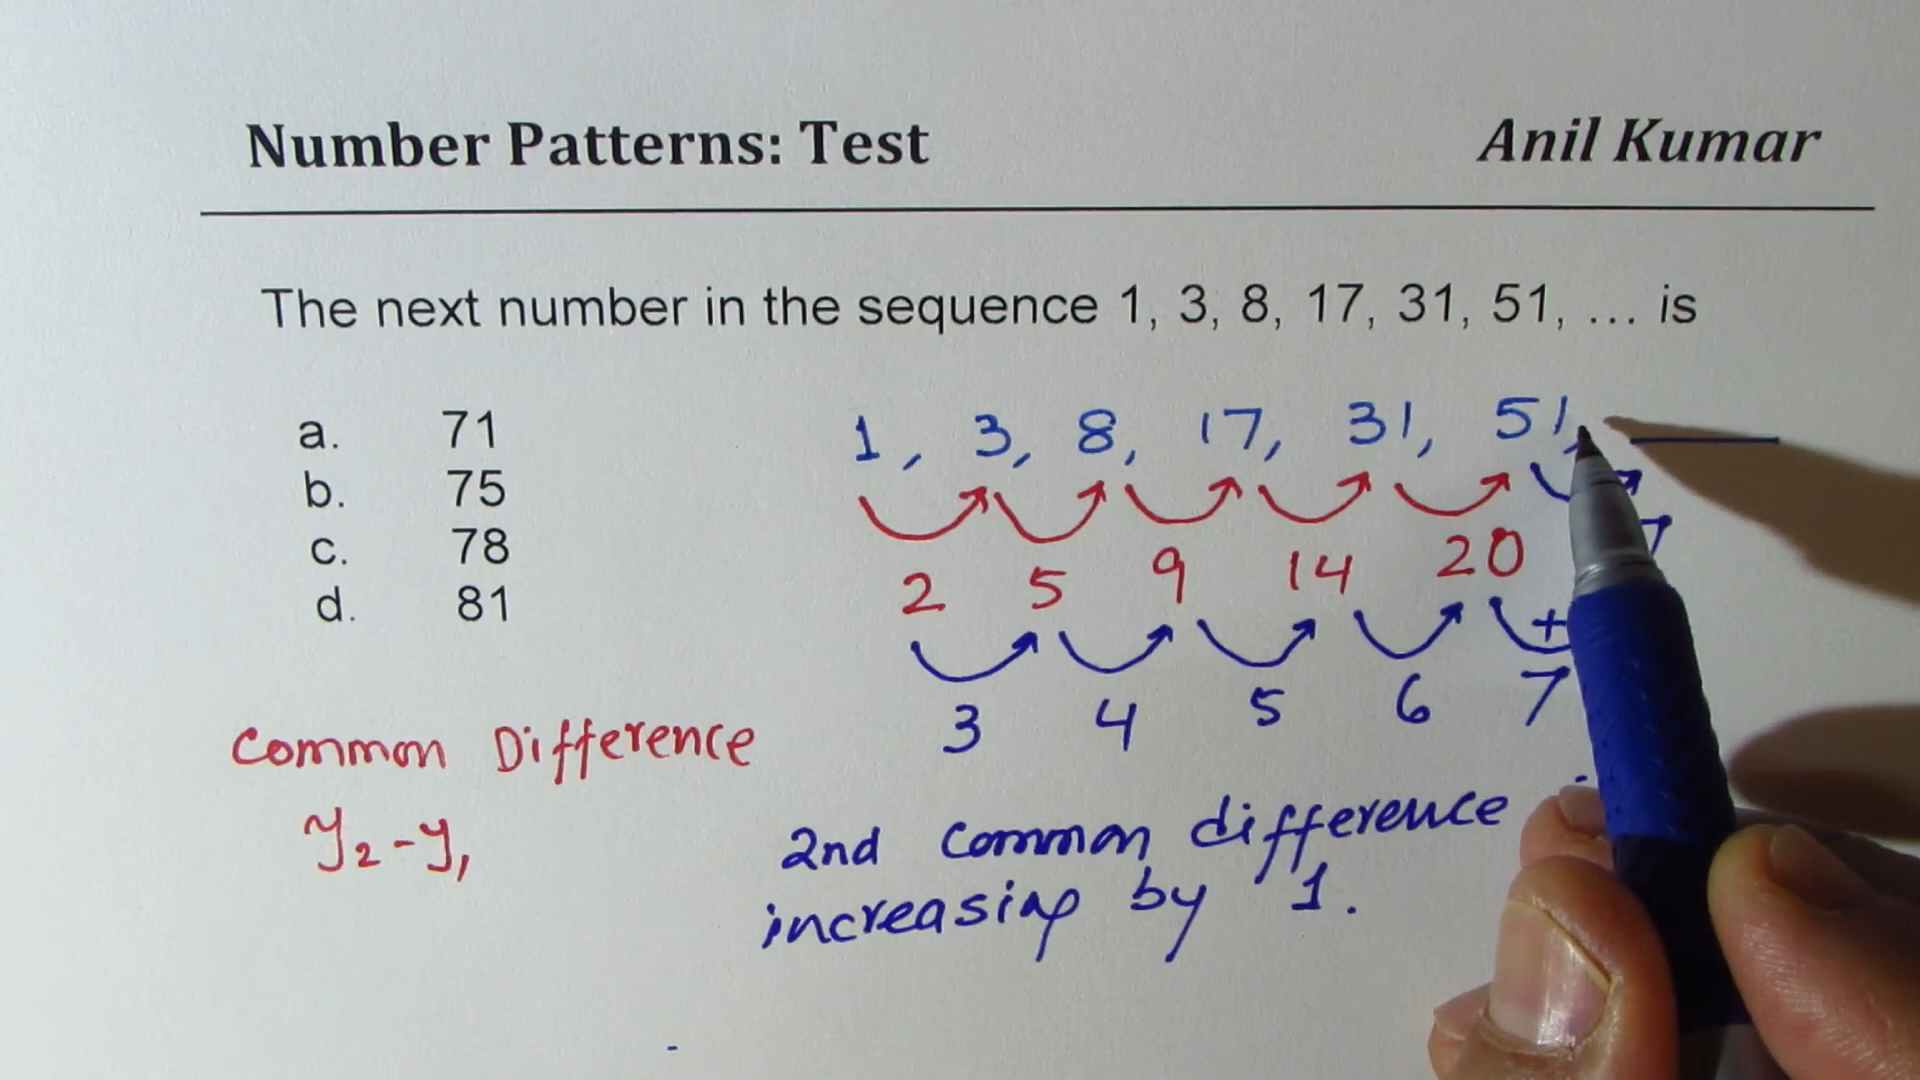 Number Patterns: Test
Anil Kumar
The next number in the sequence 1, 3, 8, 17, 31, 51, ... is
a. 71
b. 75
c. 78
d. 81
1, 3, 8, 17, 31, 51,
2 5 9 14 20 7
+
3 4 5 6 7
Common Difference
y₂-y₁
2nd common difference
increasing by 1.